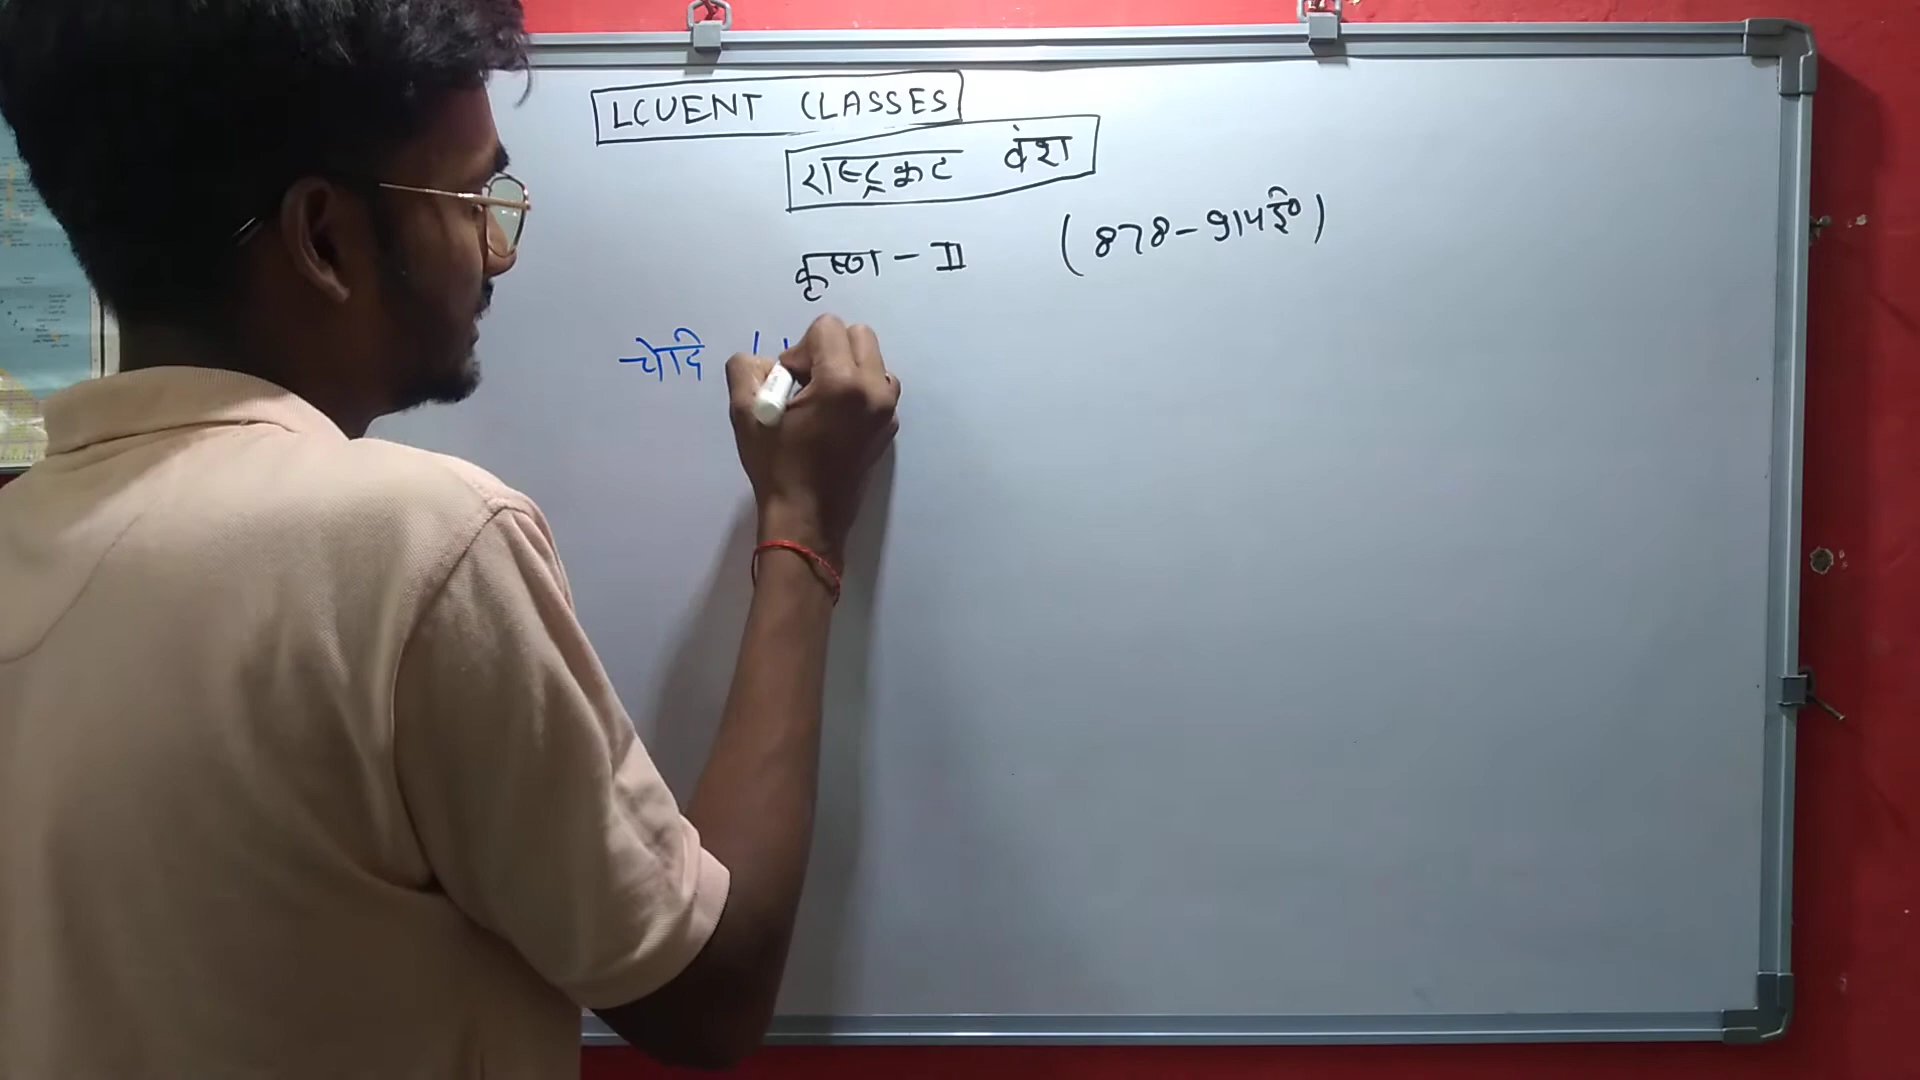 LCUENT CLASSES
राष्ट्रकूट वंश
कृष्ण - II (878-914ई०)
चेदि (